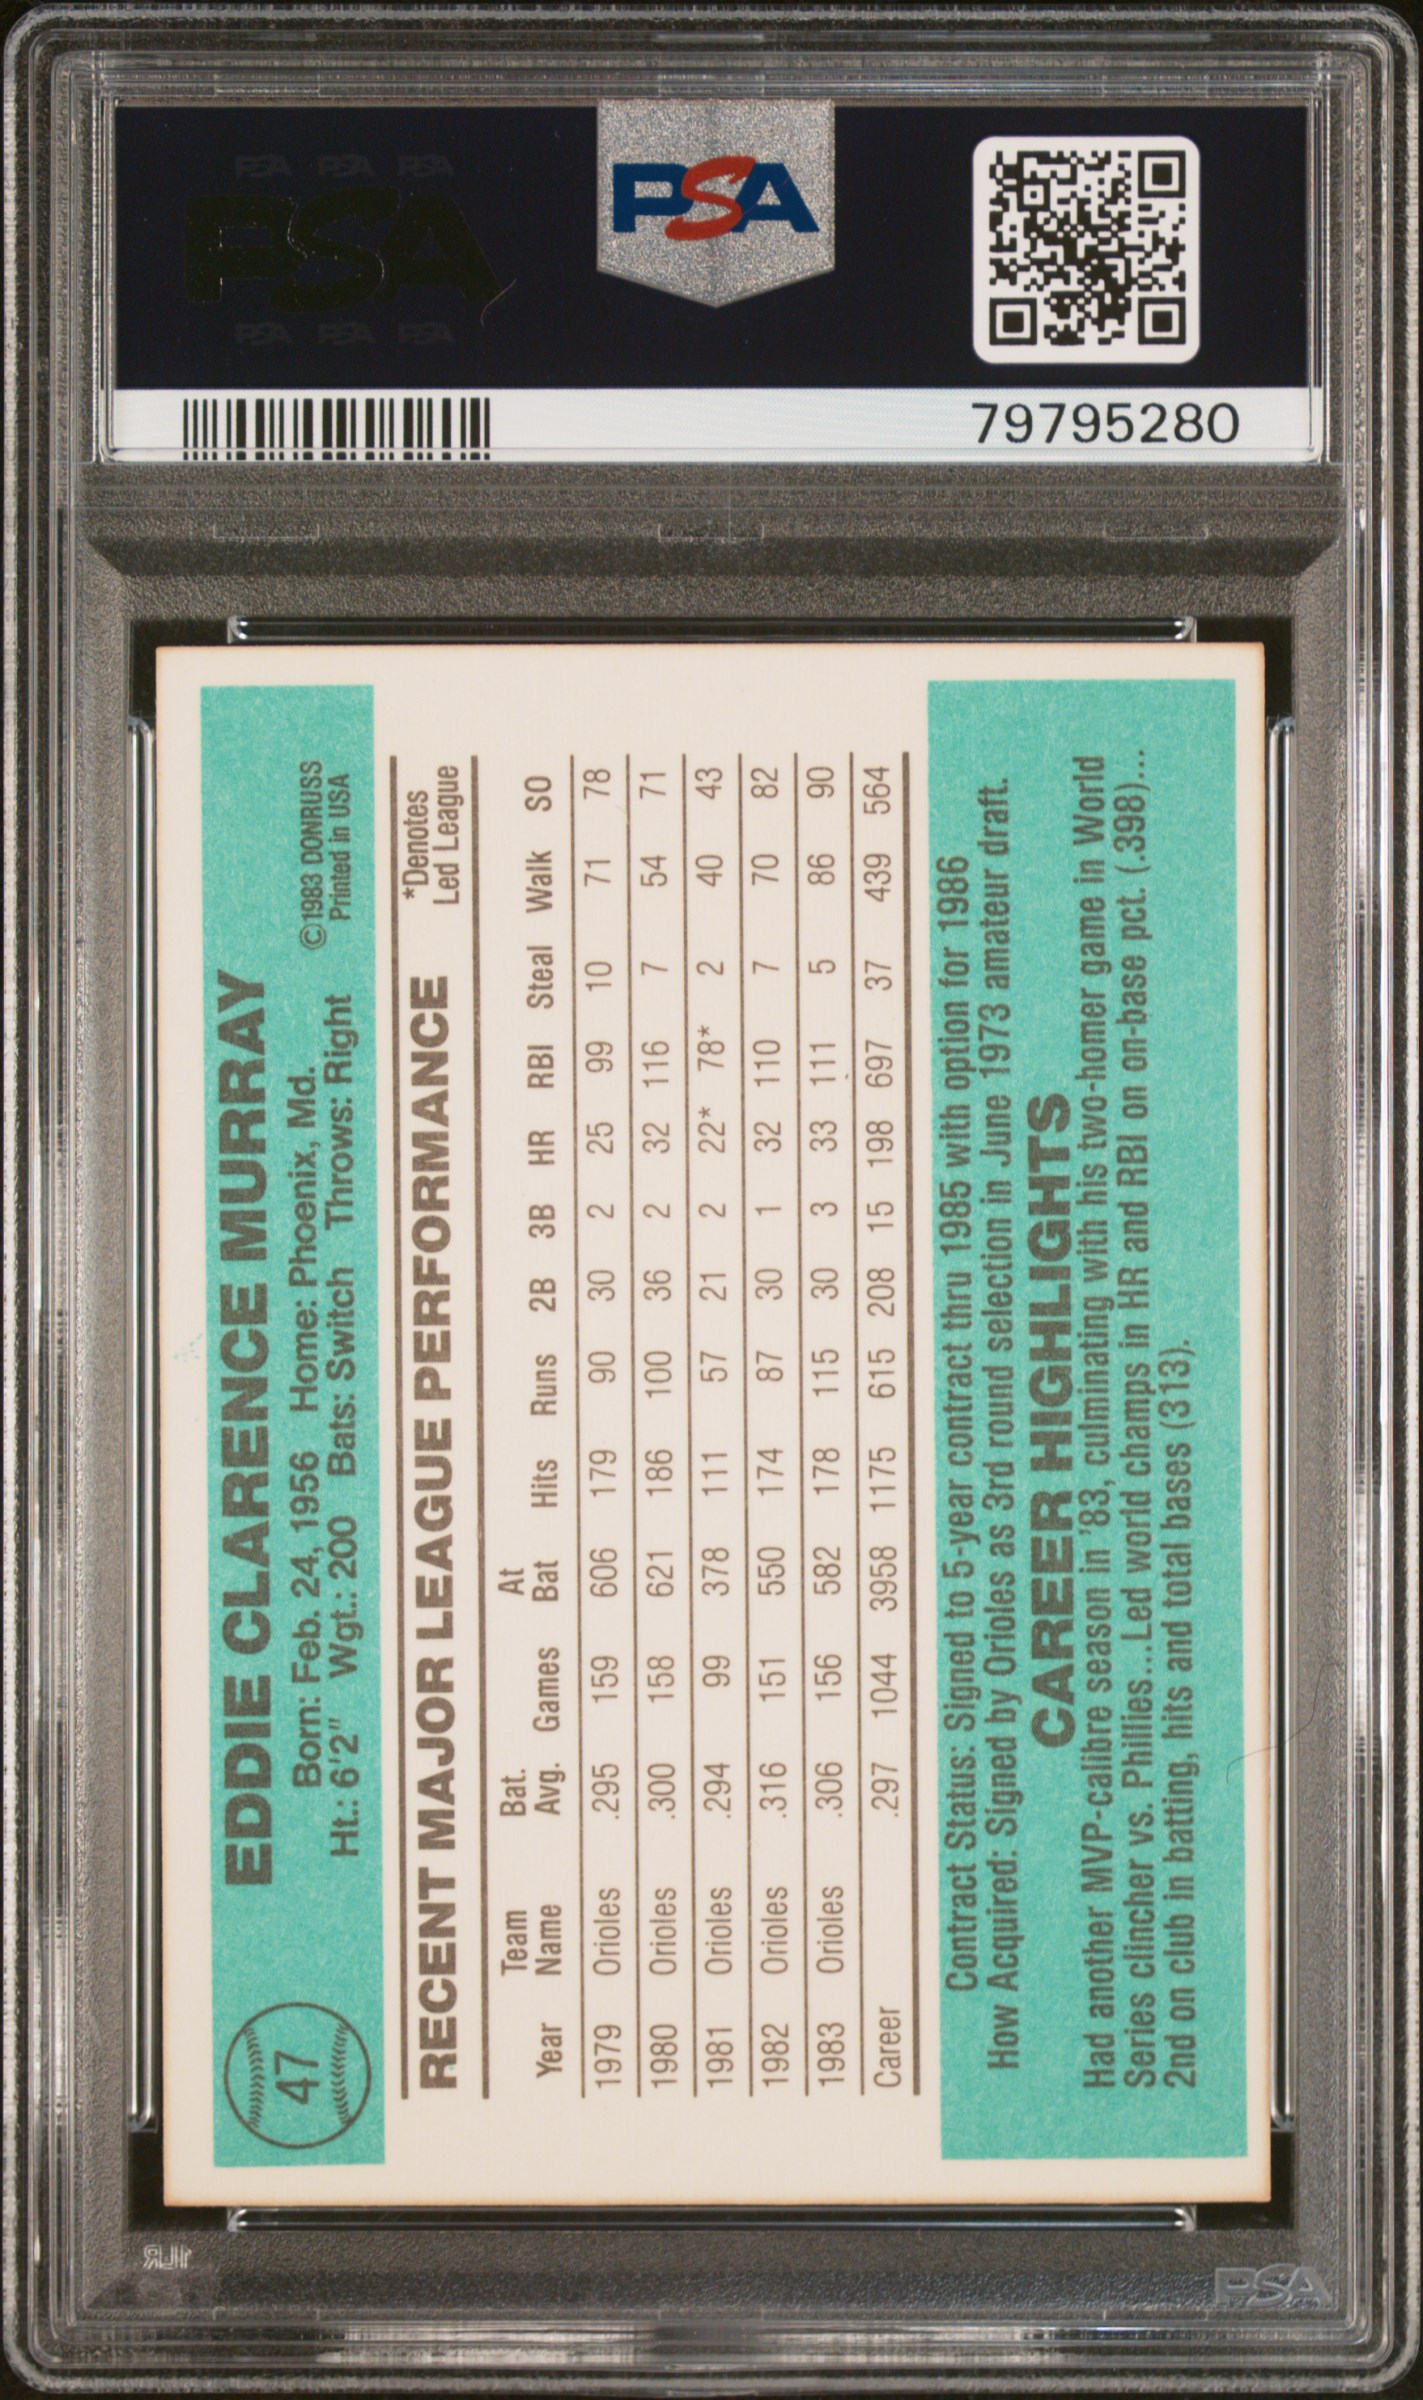 PSA PSA PSA
PSA
PSA PSA PSA
PSA
79795280
47
EDDIE CLARENCE MURRAY
Born: Feb. 24, 1956 Home: Phoenix, Md. ©1983 DONRUSS
Ht.: 6'2" Wgt.: 200 Bats: Switch Throws: Right Printed in USA
RECENT MAJOR LEAGUE PERFORMANCE *Denotes Led League
Year Team Name Bat. Avg. Games At Bat Hits Runs 2B 3B HR RBI Steal Walk SO
1979 Orioles .295 159 606 179 90 30 2 25 99 10 71 78
1980 Orioles .300 158 621 186 100 36 2 32 116 7 54 71
1981 Orioles .294 99 378 111 57 21 2 22* 78* 2 40 43
1982 Orioles .316 151 550 174 87 30 1 32 110 7 70 82
1983 Orioles .306 156 582 178 115 30 3 33 111 5 86 90
Career .297 1044 3958 1175 615 208 15 198 697 37 439 564
Contract Status: Signed to 5-year contract thru 1985 with option for 1986
How Acquired: Signed by Orioles as 3rd round selection in June 1973 amateur draft.
CAREER HIGHLIGHTS
Had another MVP-calibre season in '83, culminating with his two-homer game in World
Series clincher vs. Phillies...Led world champs in HR and RBI on on-base pct. (.398)...
2nd on club in batting, hits and total bases (313).
PSA